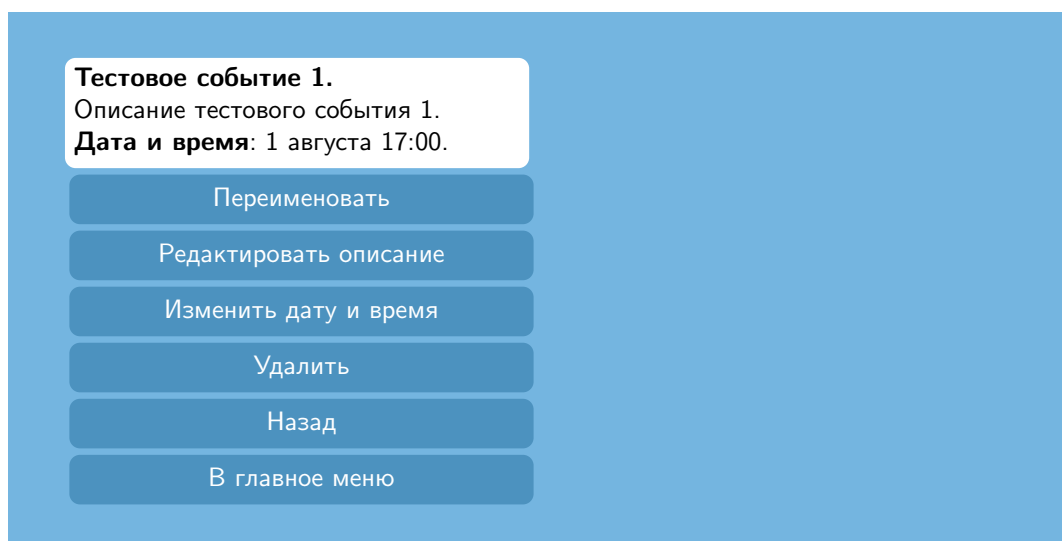 Тестовое событие 1.
Описание тестового события 1.
Дата и время: 1 августа 17:00.
Переименовать
Редактировать описание
Изменить дату и время
Удалить
Назад
В главное меню